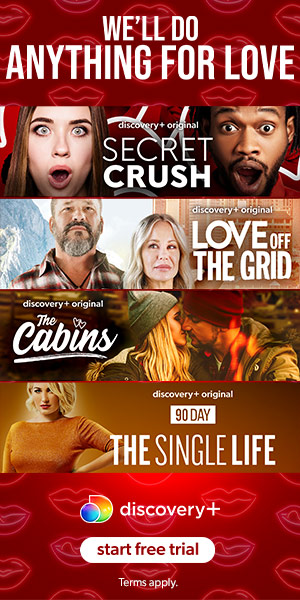 WE'LL DO
ANYTHING FOR LOVE
discovery+ original
SECRET
CRUSH
discovery+ original
LOVE OFF
THE GRID
discovery+ original
The
Cabins
discovery+ original
90 DAY
THE SINGLE LIFE
discovery+
start free trial
Terms apply.